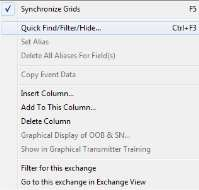 Synchronize Grids F5
Quick Find/Filter/Hide... Ctrl+F3
Set Alias
Delete All Aliases For Field(s)
Copy Event Data
Insert Column...
Add To This Column...
Delete Column
Graphical Display of OOB & SN...
Show in Graphical Transmitter Training
Filter for this exchange
Go to this exchange in Exchange View